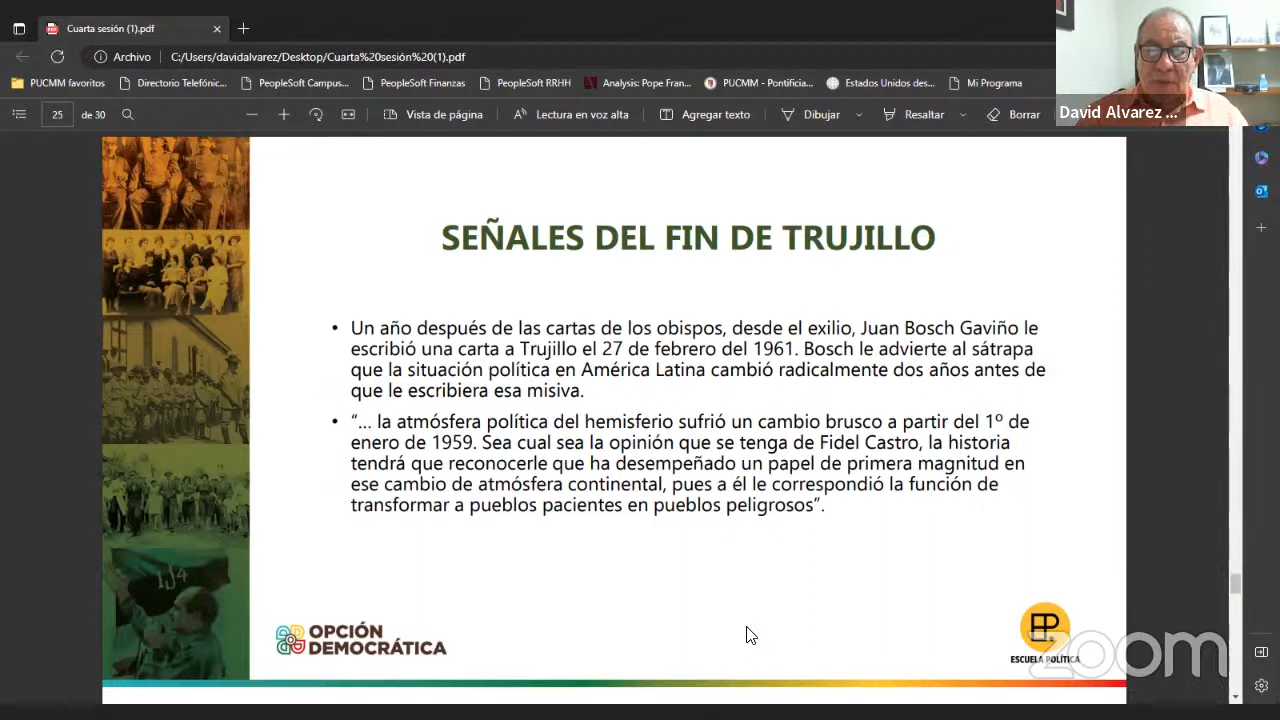 Cuarta sesión (1).pdf
Archivo
C:/Users/davidalvarez/Desktop/Cuarta%20sesión%20(1).pdf
PUCMM favoritos
Directorio Telefónic...
PeopleSoft Campus...
PeopleSoft Finanzas
PeopleSoft RRHH
Analysis: Pope Fran...
PUCMM - Pontificia...
Estados Unidos des...
Mi Programa
25 de 30
Vista de página
Lectura en voz alta
Agregar texto
Dibujar
Resaltar
Borrar
David Alvarez ...
SEÑALES DEL FIN DE TRUJILLO
• Un año después de las cartas de los obispos, desde el exilio, Juan Bosch Gaviño le
escribió una carta a Trujillo el 27 de febrero del 1961. Bosch le advierte al sátrapa
que la situación política en América Latina cambió radicalmente dos años antes de
que le escribiera esa misiva.
• “... la atmósfera política del hemisferio sufrió un cambio brusco a partir del 1º de
enero de 1959. Sea cual sea la opinión que se tenga de Fidel Castro, la historia
tendrá que reconocerle que ha desempeñado un papel de primera magnitud en
ese cambio de atmósfera continental, pues a él le correspondió la función de
transformar a pueblos pacientes en pueblos peligrosos”.
1J4
OPCIÓN
DEMOCRÁTICA
EP
ESCUELA POLÍTICA
zoom